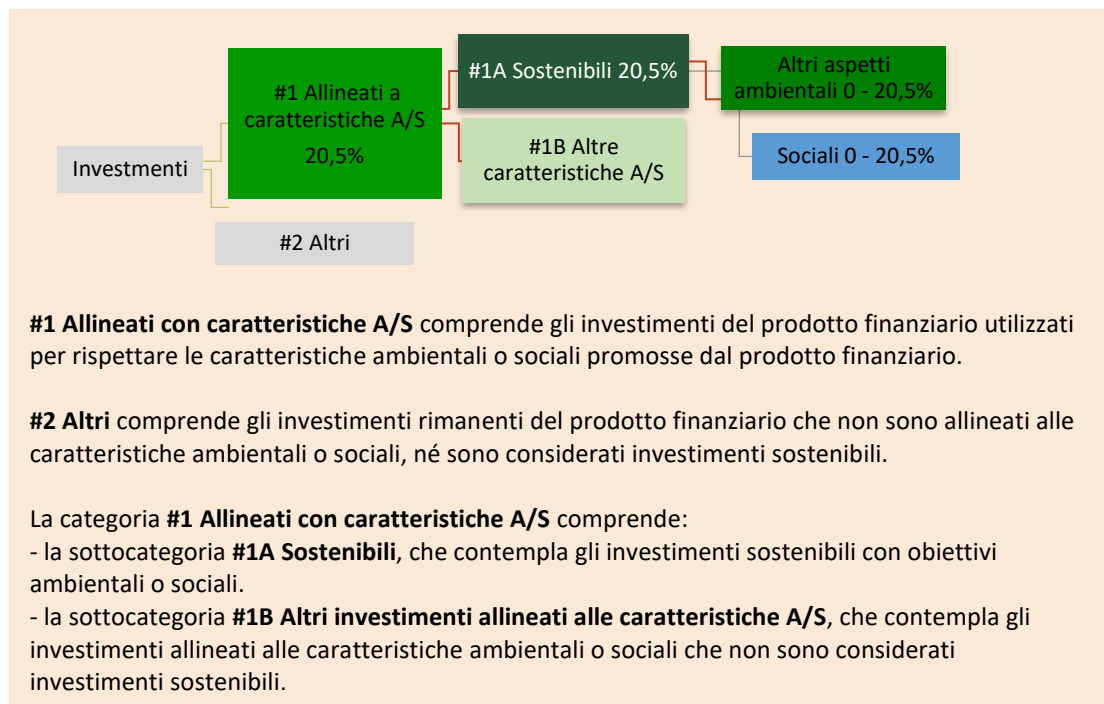 Investimenti
#1 Allineati a
caratteristiche A/S
20,5%
#2 Altri
#1A Sostenibili 20,5%
#1B Altre
caratteristiche A/S
Altri aspetti
ambientali 0 - 20,5%
Sociali 0 - 20,5%
#1 Allineati con caratteristiche A/S comprende gli investimenti del prodotto finanziario utilizzati
per rispettare le caratteristiche ambientali o sociali promosse dal prodotto finanziario.
#2 Altri comprende gli investimenti rimanenti del prodotto finanziario che non sono allineati alle
caratteristiche ambientali o sociali, né sono considerati investimenti sostenibili.
La categoria #1 Allineati con caratteristiche A/S comprende:
- la sottocategoria #1A Sostenibili, che contempla gli investimenti sostenibili con obiettivi
ambientali o sociali.
- la sottocategoria #1B Altri investimenti allineati alle caratteristiche A/S, che contempla gli
investimenti allineati alle caratteristiche ambientali o sociali che non sono considerati
investimenti sostenibili.